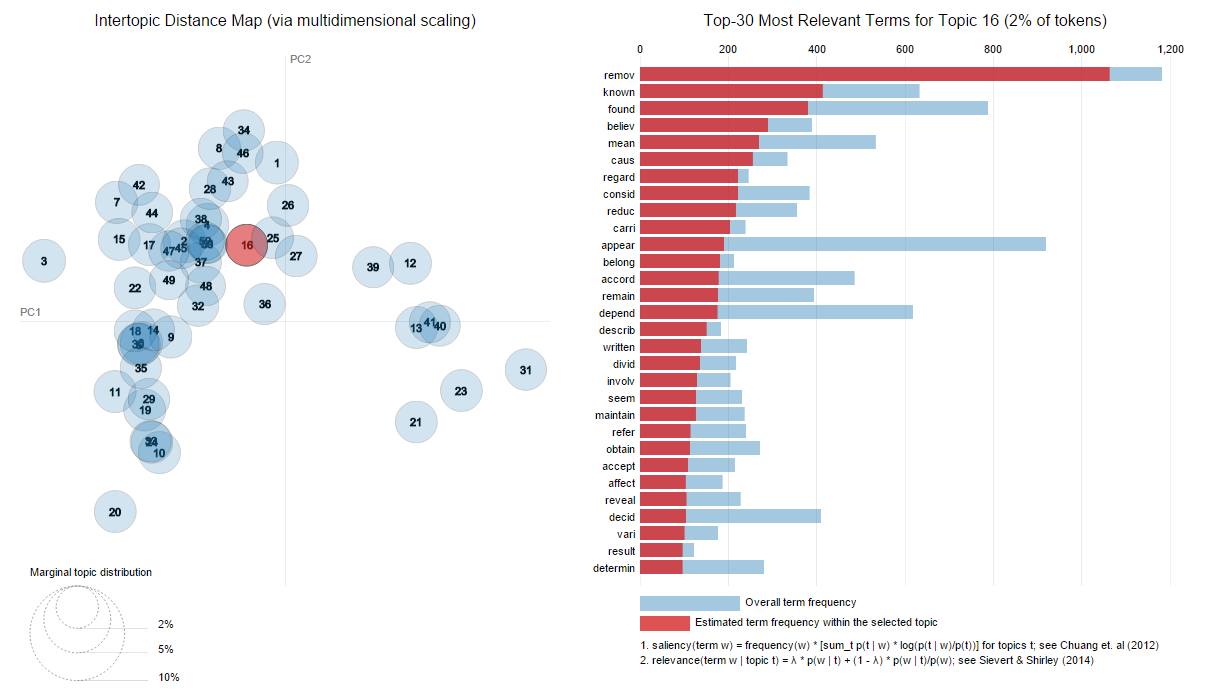 Intertopic Distance Map (via multidimensional scaling)
PC2
PC1
34
8
46
1
43
28
42
7
44
26
38
4
15
17
2
45
47
16
25
27
3
37
39
12
22
49
48
32
36
18
14
9
13
41
40
35
31
11
29
19
23
21
10
20
Marginal topic distribution
2%
5%
10%
Top-30 Most Relevant Terms for Topic 16 (2% of tokens)
0 200 400 600 800 1,000 1,200
remov
known
found
believ
mean
caus
regard
consid
reduc
carri
appear
belong
accord
remain
depend
describ
written
divid
involv
seem
maintain
refer
obtain
accept
affect
reveal
decid
vari
result
determin
Overall term frequency
Estimated term frequency within the selected topic
1. saliency(term w) = frequency(w) * [sum_t p(t | w) * log(p(t | w)/p(t))] for topics t; see Chuang et. al (2012)
2. relevance(term w | topic t) = λ * p(w | t) + (1 - λ) * p(w | t)/p(w); see Sievert & Shirley (2014)